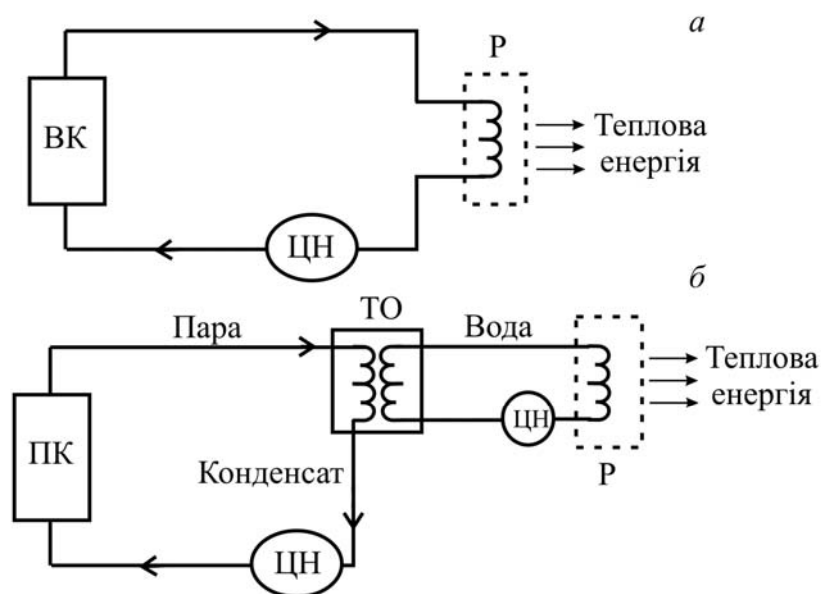 а
Р
ВК
Теплова
енергія
ЦН
б
ТО
Пара
Вода
Теплова
енергія
ЦН
ПК
Конденсат
Р
ЦН